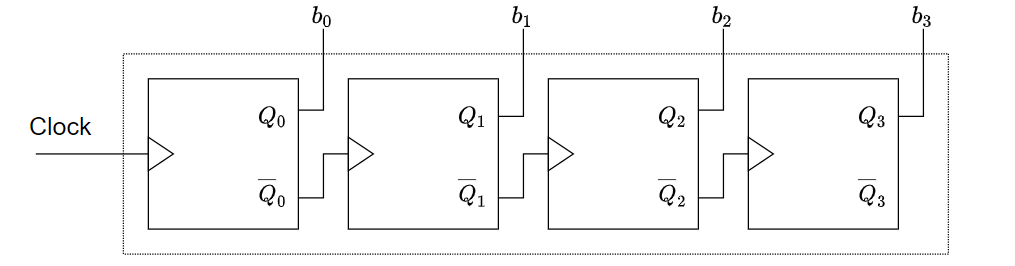 b₀ b₁ b₂ b₃
Clock
Q₀ Q₁ Q₂ Q₃
Q̅₀ Q̅₁ Q̅₂ Q̅₃